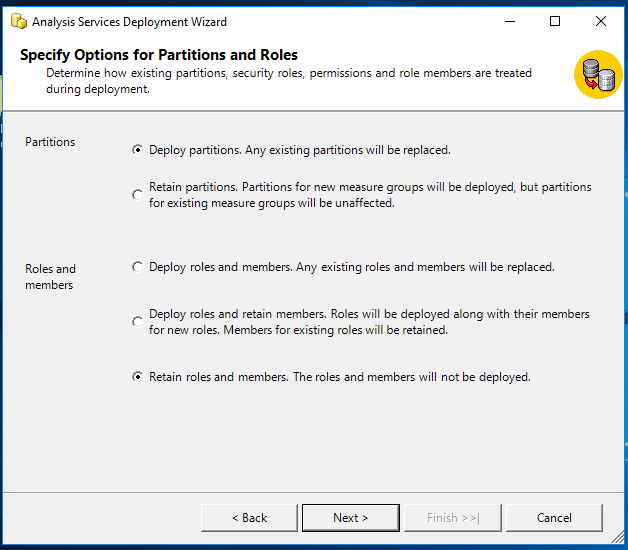 Analysis Services Deployment Wizard
Specify Options for Partitions and Roles
Determine how existing partitions, security roles, permissions and role members are treated
during deployment.
Partitions
Deploy partitions. Any existing partitions will be replaced.
Retain partitions. Partitions for new measure groups will be deployed, but partitions
for existing measure groups will be unaffected.
Roles and
members
Deploy roles and members. Any existing roles and members will be replaced.
Deploy roles and retain members. Roles will be deployed along with their members
for new roles. Members for existing roles will be retained.
Retain roles and members. The roles and members will not be deployed.
< Back
Next >
Finish >>|
Cancel